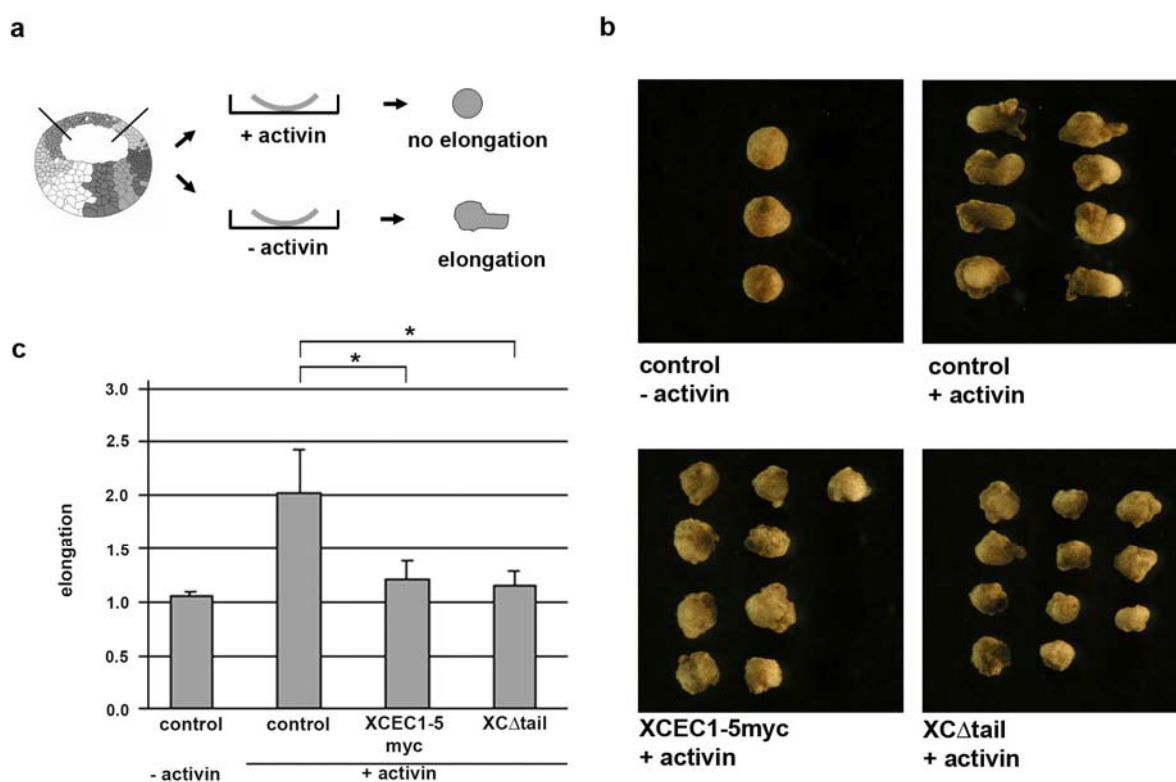 a
+ activin
no elongation
- activin
elongation
b
control
- activin
control
+ activin
XCEC1-5myc
+ activin
XCΔtail
+ activin
c
*
*
3.0
2.5
2.0
1.5
1.0
0.5
0.0
elongation
control
control
XCEC1-5
myc
XCΔtail
- activin
+ activin